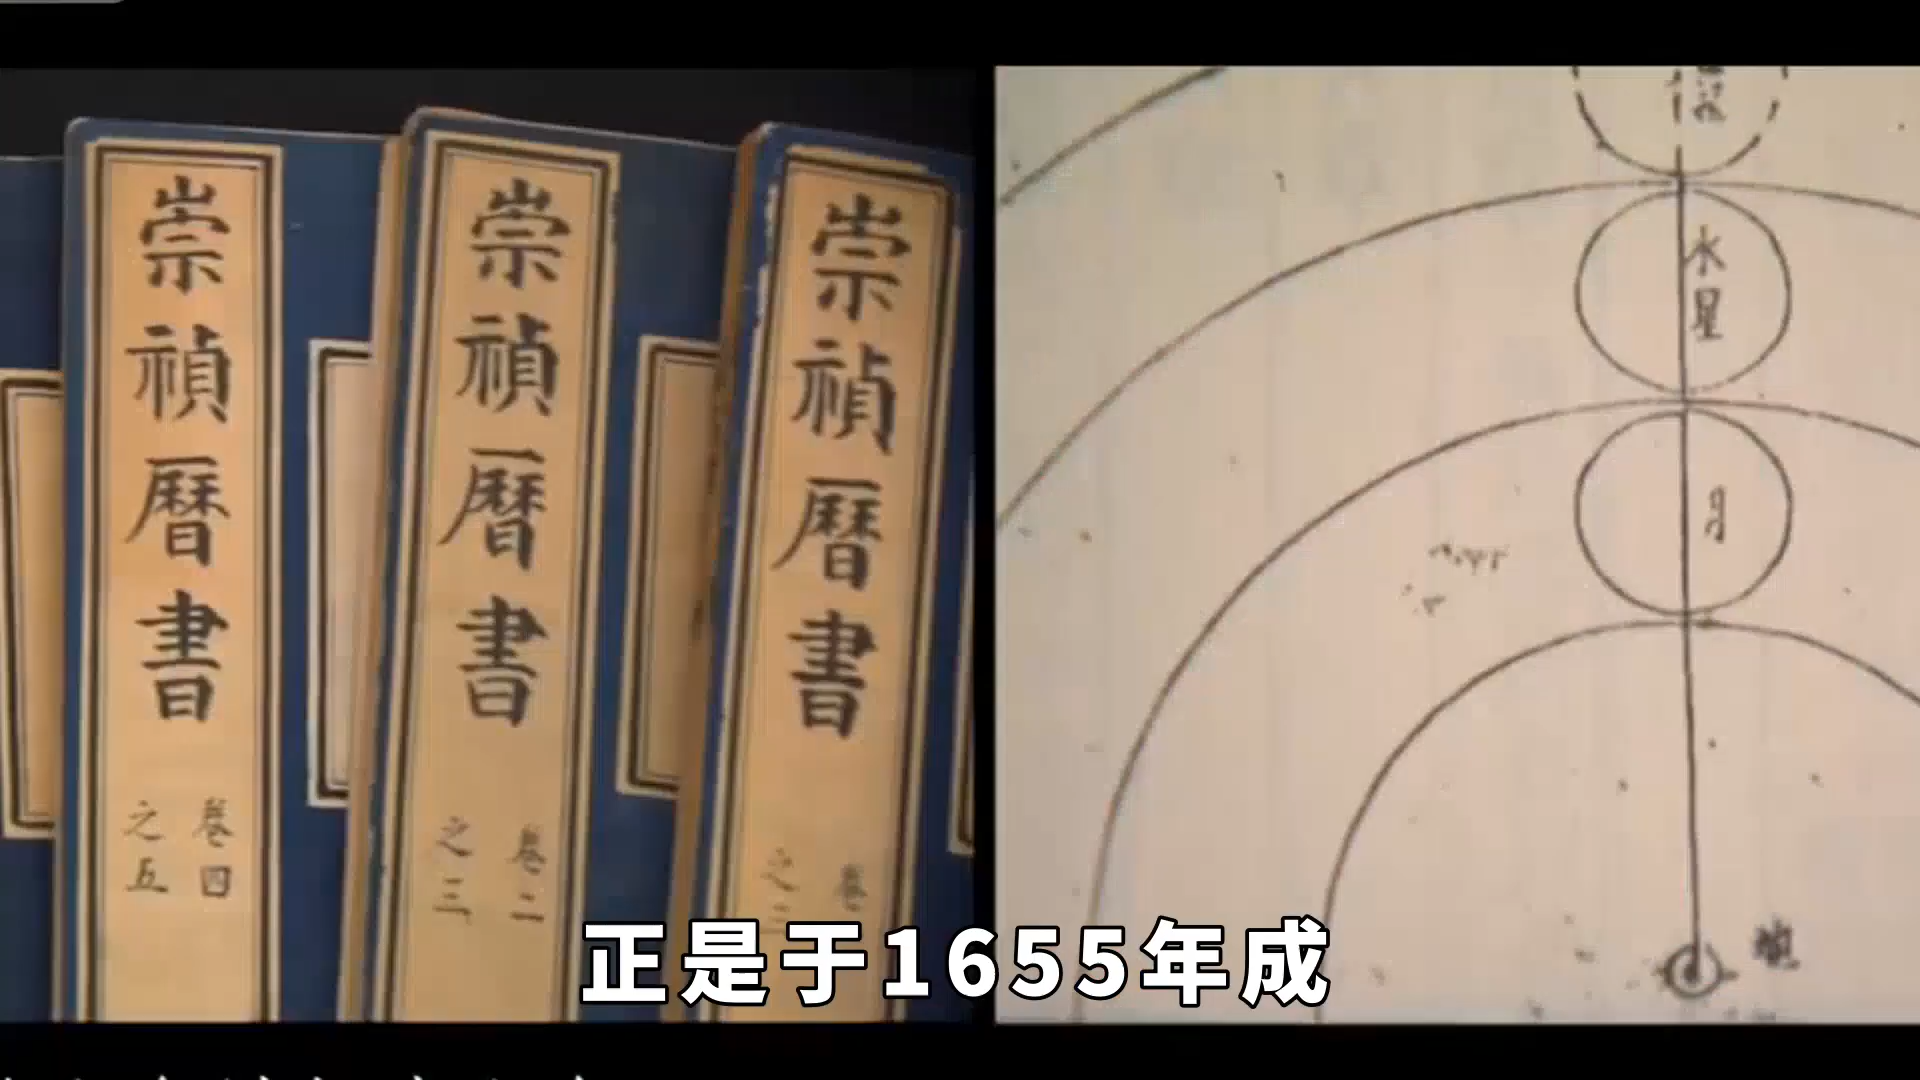 崇禎曆書
卷四
之五
崇禎曆書
卷二
之三
崇禎曆書
卷
水星
月
正是于1655年成